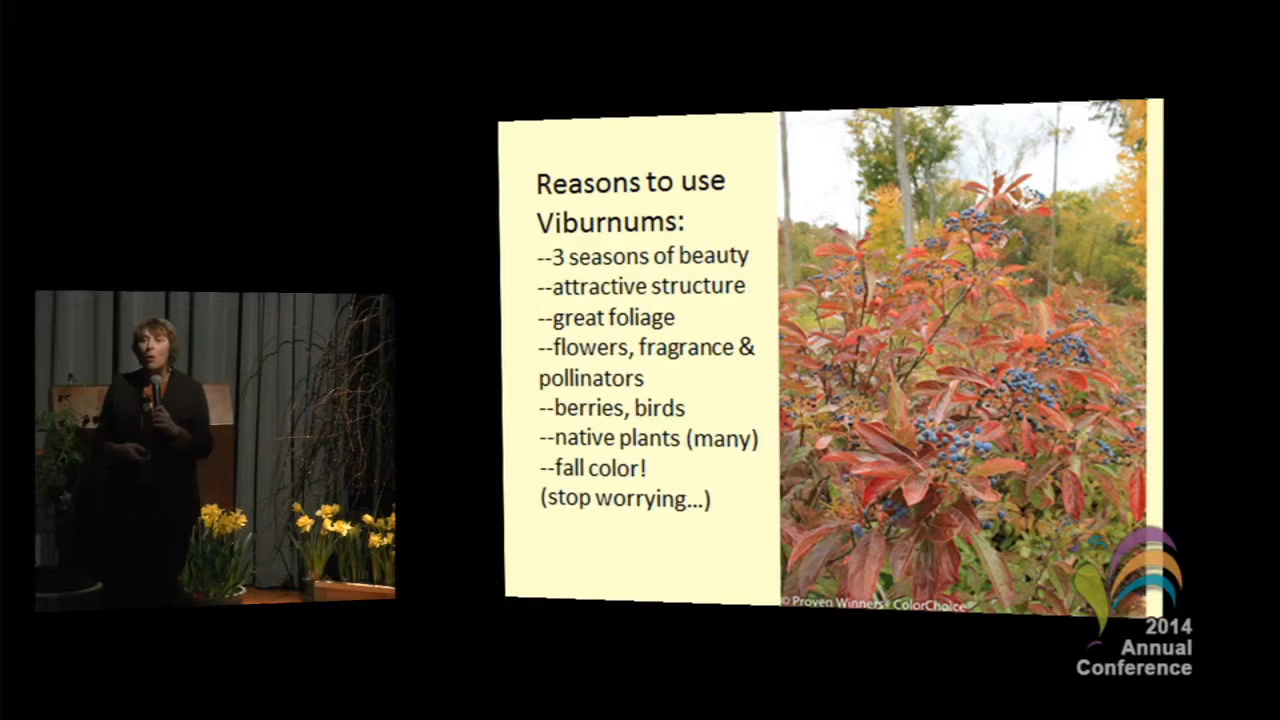 Reasons to use
Viburnums:
--3 seasons of beauty
--attractive structure
--great foliage
--flowers, fragrance &
pollinators
--berries, birds
--native plants (many)
--fall color!
(stop worrying...)
© Proven Winners - ColorChoice
2014
Annual
Conference